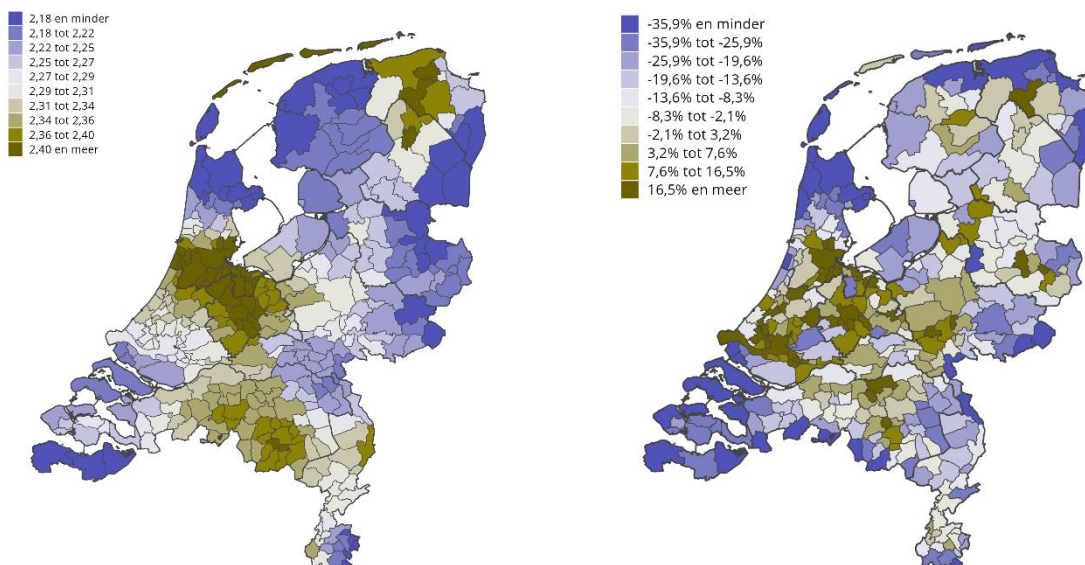 2,18 en minder
2,18 tot 2,22
2,22 tot 2,25
2,25 tot 2,27
2,27 tot 2,29
2,29 tot 2,31
2,31 tot 2,34
2,34 tot 2,36
2,36 tot 2,40
2,40 en meer
-35,9% en minder
-35,9% tot -25,9%
-25,9% tot -19,6%
-19,6% tot -13,6%
-13,6% tot -8,3%
-8,3% tot -2,1%
-2,1% tot 3,2%
3,2% tot 7,6%
7,6% tot 16,5%
16,5% en meer